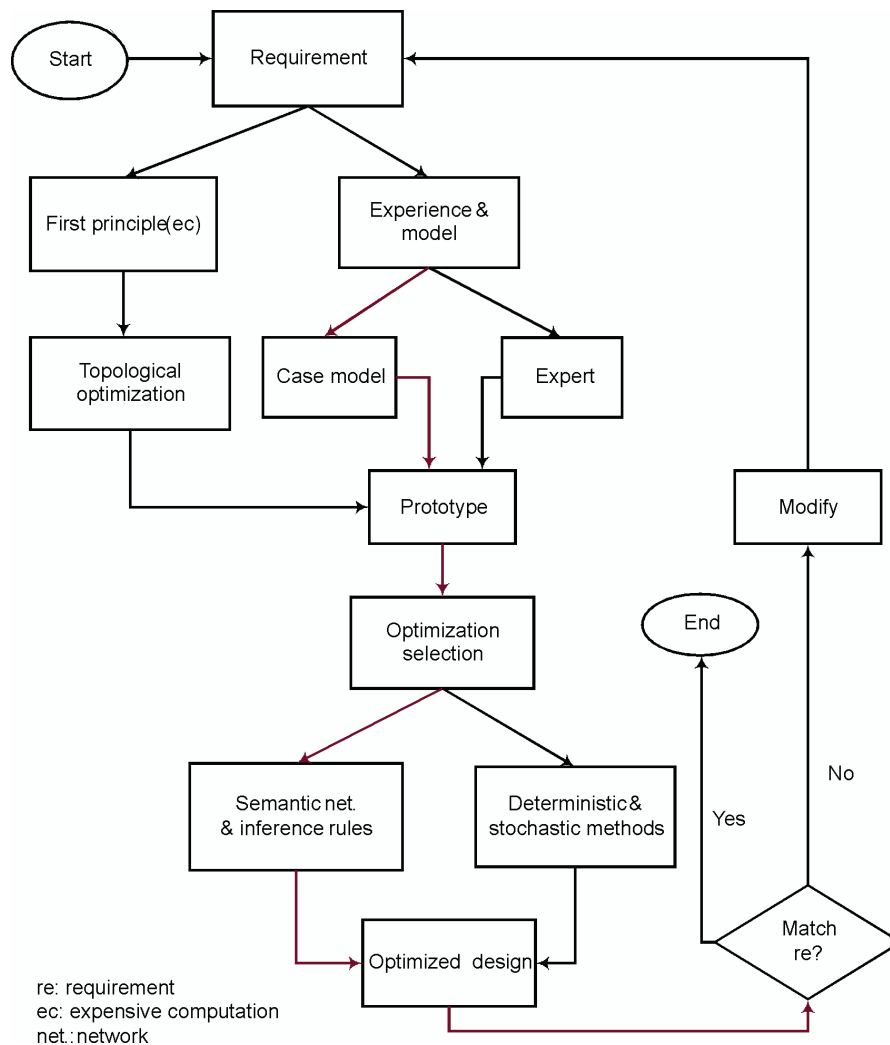 Start
Requirement
First principle(ec)
Experience &
model
Topological
optimization
Case model
Expert
Prototype
Modify
Optimization
selection
End
Semantic net.
& inference rules
Deterministic &
stochastic methods
No
Yes
Optimized design
Match
re?
re: requirement
ec: expensive computation
net.: network